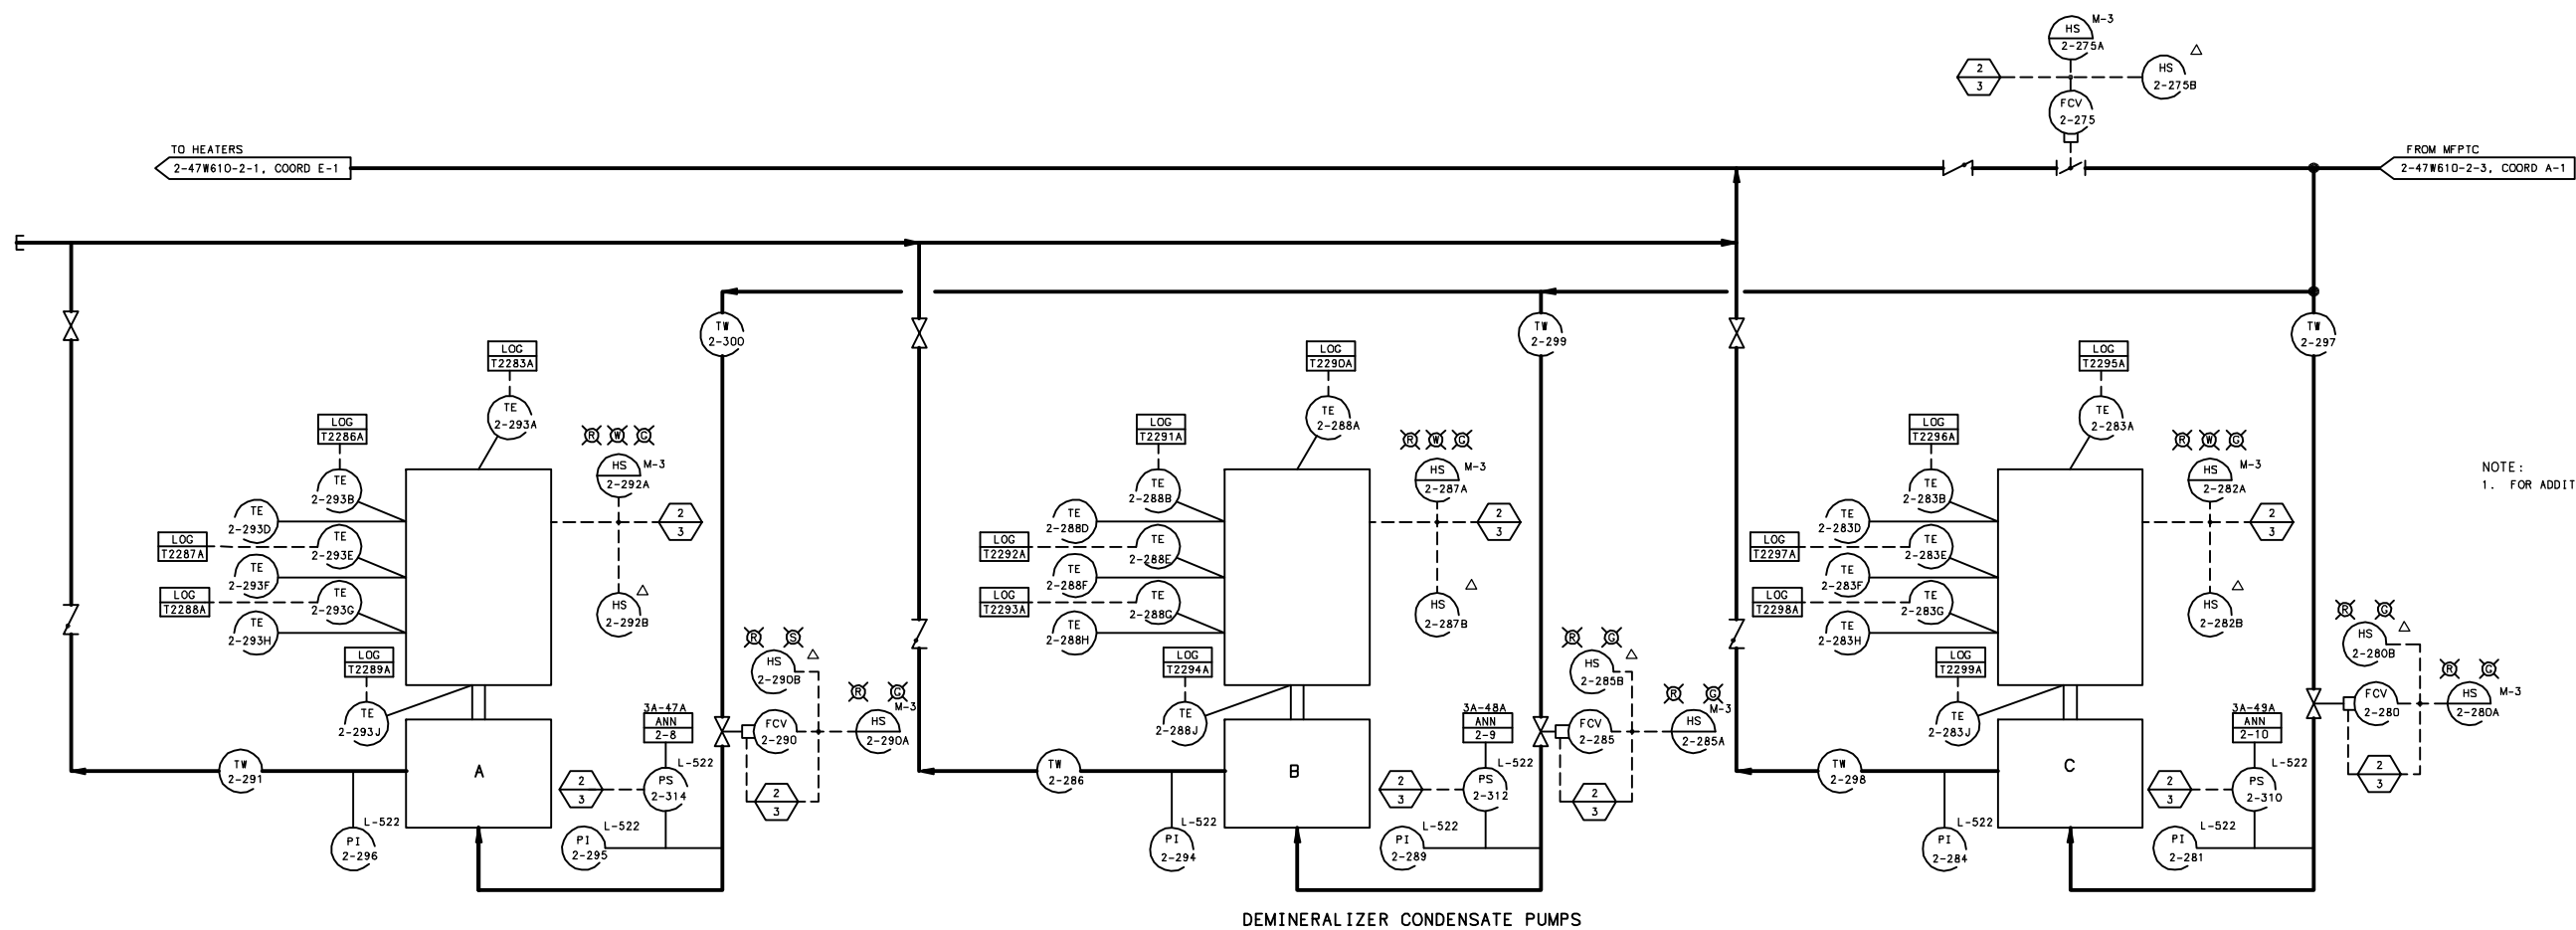 HS
2-275A
M-3
2
3
HS
2-275B
FCV
2-275
TO HEATERS
2-47W610-2-1, COORD E-1
FROM MFPTC
2-47W610-2-3, COORD A-1
TW
2-300
TW
2-299
TW
2-297
LOG
T2283A
TE
2-293A
LOG
T2286A
TE
2-293B
TE
2-293D
LOG
T2287A
TE
2-293E
TE
2-293F
LOG
T2288A
TE
2-293G
TE
2-293H
LOG
T2289A
TE
2-293J
R W G
HS
2-292A
M-3
2
3
HS
2-292B
R S
HS
2-290B
R G
FCV
2-290
HS
2-290A
M-3
2
3
3A-47A
ANN
2-8
L-522
PS
2-314
2
3
TW
2-291
A
L-522
PI
2-296
L-522
PI
2-295
LOG
T2290A
TE
2-288A
LOG
T2291A
TE
2-288B
TE
2-288D
LOG
T2292A
TE
2-288E
TE
2-288F
LOG
T2293A
TE
2-288G
TE
2-288H
LOG
T2294A
TE
2-288J
R W G
HS
2-287A
M-3
2
3
HS
2-287B
R G
HS
2-285B
R G
FCV
2-285
HS
2-285A
M-3
2
3
3A-48A
ANN
2-9
L-522
PS
2-312
2
3
TW
2-286
B
L-522
PI
2-294
L-522
PI
2-289
LOG
T2295A
TE
2-283A
LOG
T2296A
TE
2-283B
TE
2-283D
LOG
T2297A
TE
2-283E
TE
2-283F
LOG
T2298A
TE
2-283G
TE
2-283H
LOG
T2299A
TE
2-283J
R W G
HS
2-282A
M-3
2
3
HS
2-282B
R G
HS
2-280B
R G
FCV
2-280
HS
2-280A
M-3
2
3
3A-49A
ANN
2-10
L-522
PS
2-310
2
3
TW
2-298
C
L-522
PI
2-284
L-522
PI
2-281
NOTE:
1. FOR ADDIT
DEMINERALIZER CONDENSATE PUMPS